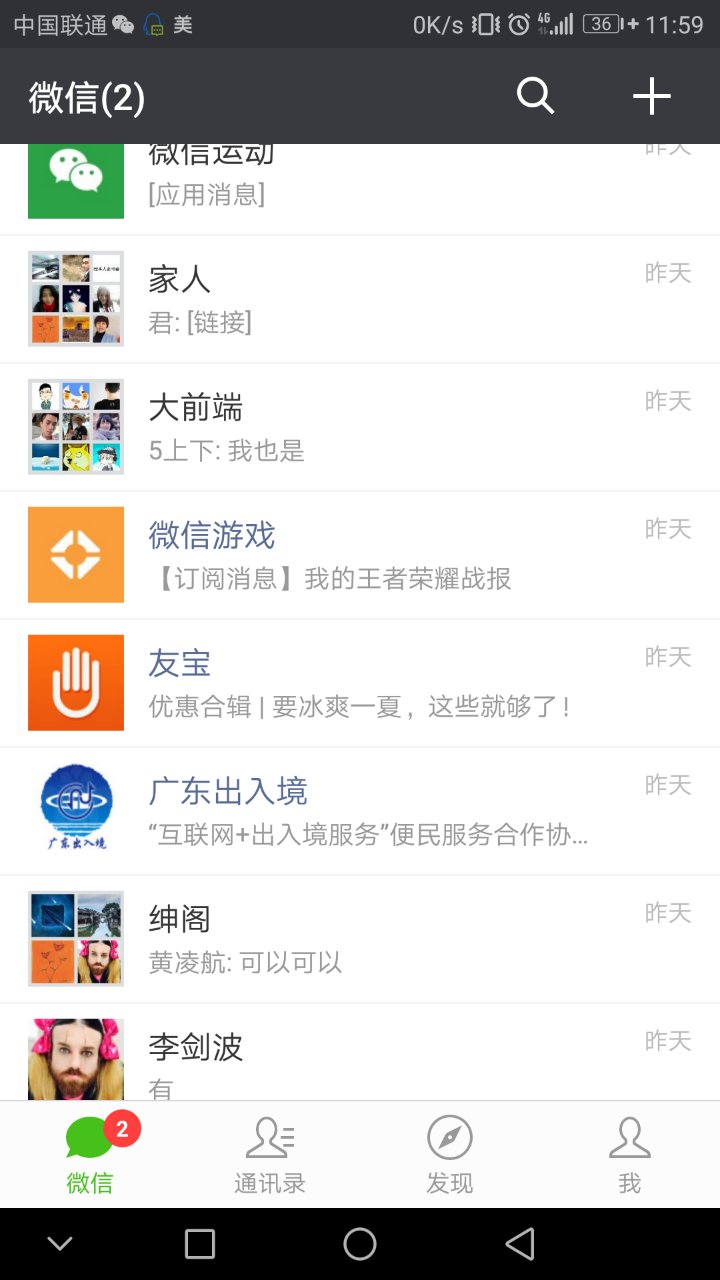 中国联通 美 0K/s 4G 36 11:59
微信(2)
微信运动 昨天
[应用消息]
家人 昨天
君: [链接]
大前端 昨天
5上下: 我也是
微信游戏 昨天
【订阅消息】我的王者荣耀战报
友宝 昨天
优惠合辑 | 要冰爽一夏，这些就够了！
广东出入境 昨天
“互联网+出入境服务”便民服务合作协...
广东出入境
绅阁 昨天
黄凌航: 可以可以
李剑波 昨天
有
2
微信 通讯录 发现 我